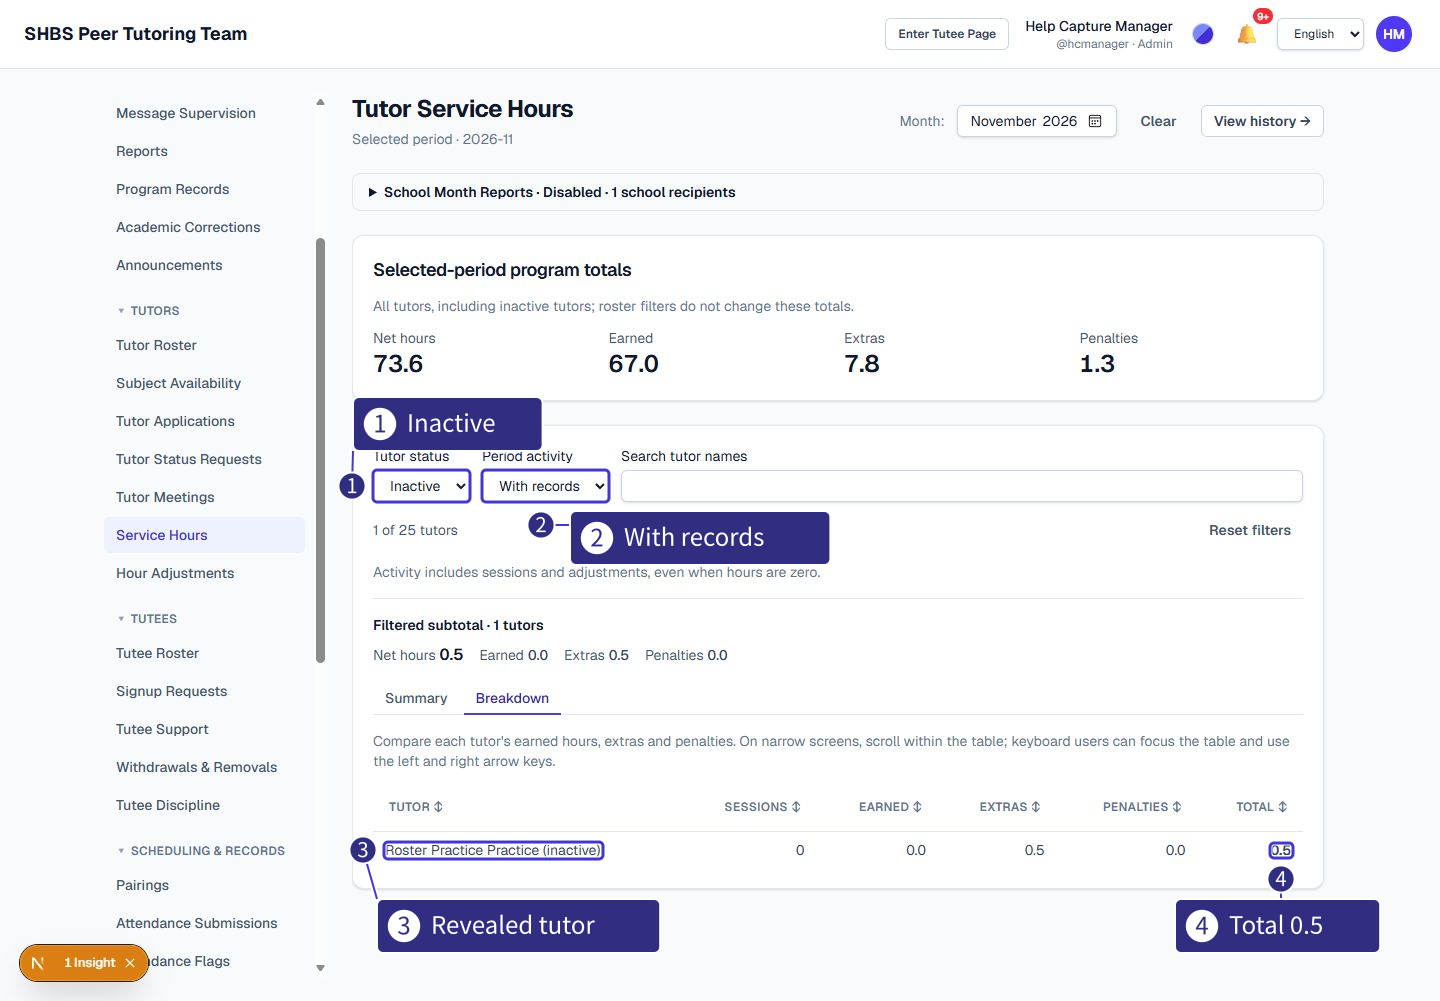 SHBS Peer Tutoring Team
Enter Tutee Page
Help Capture Manager
@hcmanager · Admin
9+
English
HM
Message Supervision
Reports
Program Records
Academic Corrections
Announcements
▼ TUTORS
Tutor Roster
Subject Availability
Tutor Applications
Tutor Status Requests
Tutor Meetings
Service Hours
Hour Adjustments
▼ TUTEES
Tutee Roster
Signup Requests
Tutee Support
Withdrawals & Removals
Tutee Discipline
▼ SCHEDULING & RECORDS
Pairings
Attendance Submissions
dance Flags
N 1 Insight ×
Tutor Service Hours
Selected period · 2026-11
Month: November 2026 Clear View history →
▶ School Month Reports · Disabled · 1 school recipients
Selected-period program totals
All tutors, including inactive tutors; roster filters do not change these totals.
Net hours Earned Extras Penalties
73.6 67.0 7.8 1.3
1 Inactive
Tutor status Period activity Search tutor names
1 Inactive With records
1 of 25 tutors 2 2 With records Reset filters
Activity includes sessions and adjustments, even when hours are zero.
Filtered subtotal · 1 tutors
Net hours 0.5 Earned 0.0 Extras 0.5 Penalties 0.0
Summary Breakdown
Compare each tutor's earned hours, extras and penalties. On narrow screens, scroll within the table; keyboard users can focus the table and use
the left and right arrow keys.
TUTOR SESSIONS EARNED EXTRAS PENALTIES TOTAL
3 Roster Practice Practice (inactive) 0 0.0 0.5 0.0 0.5
4
3 Revealed tutor 4 Total 0.5